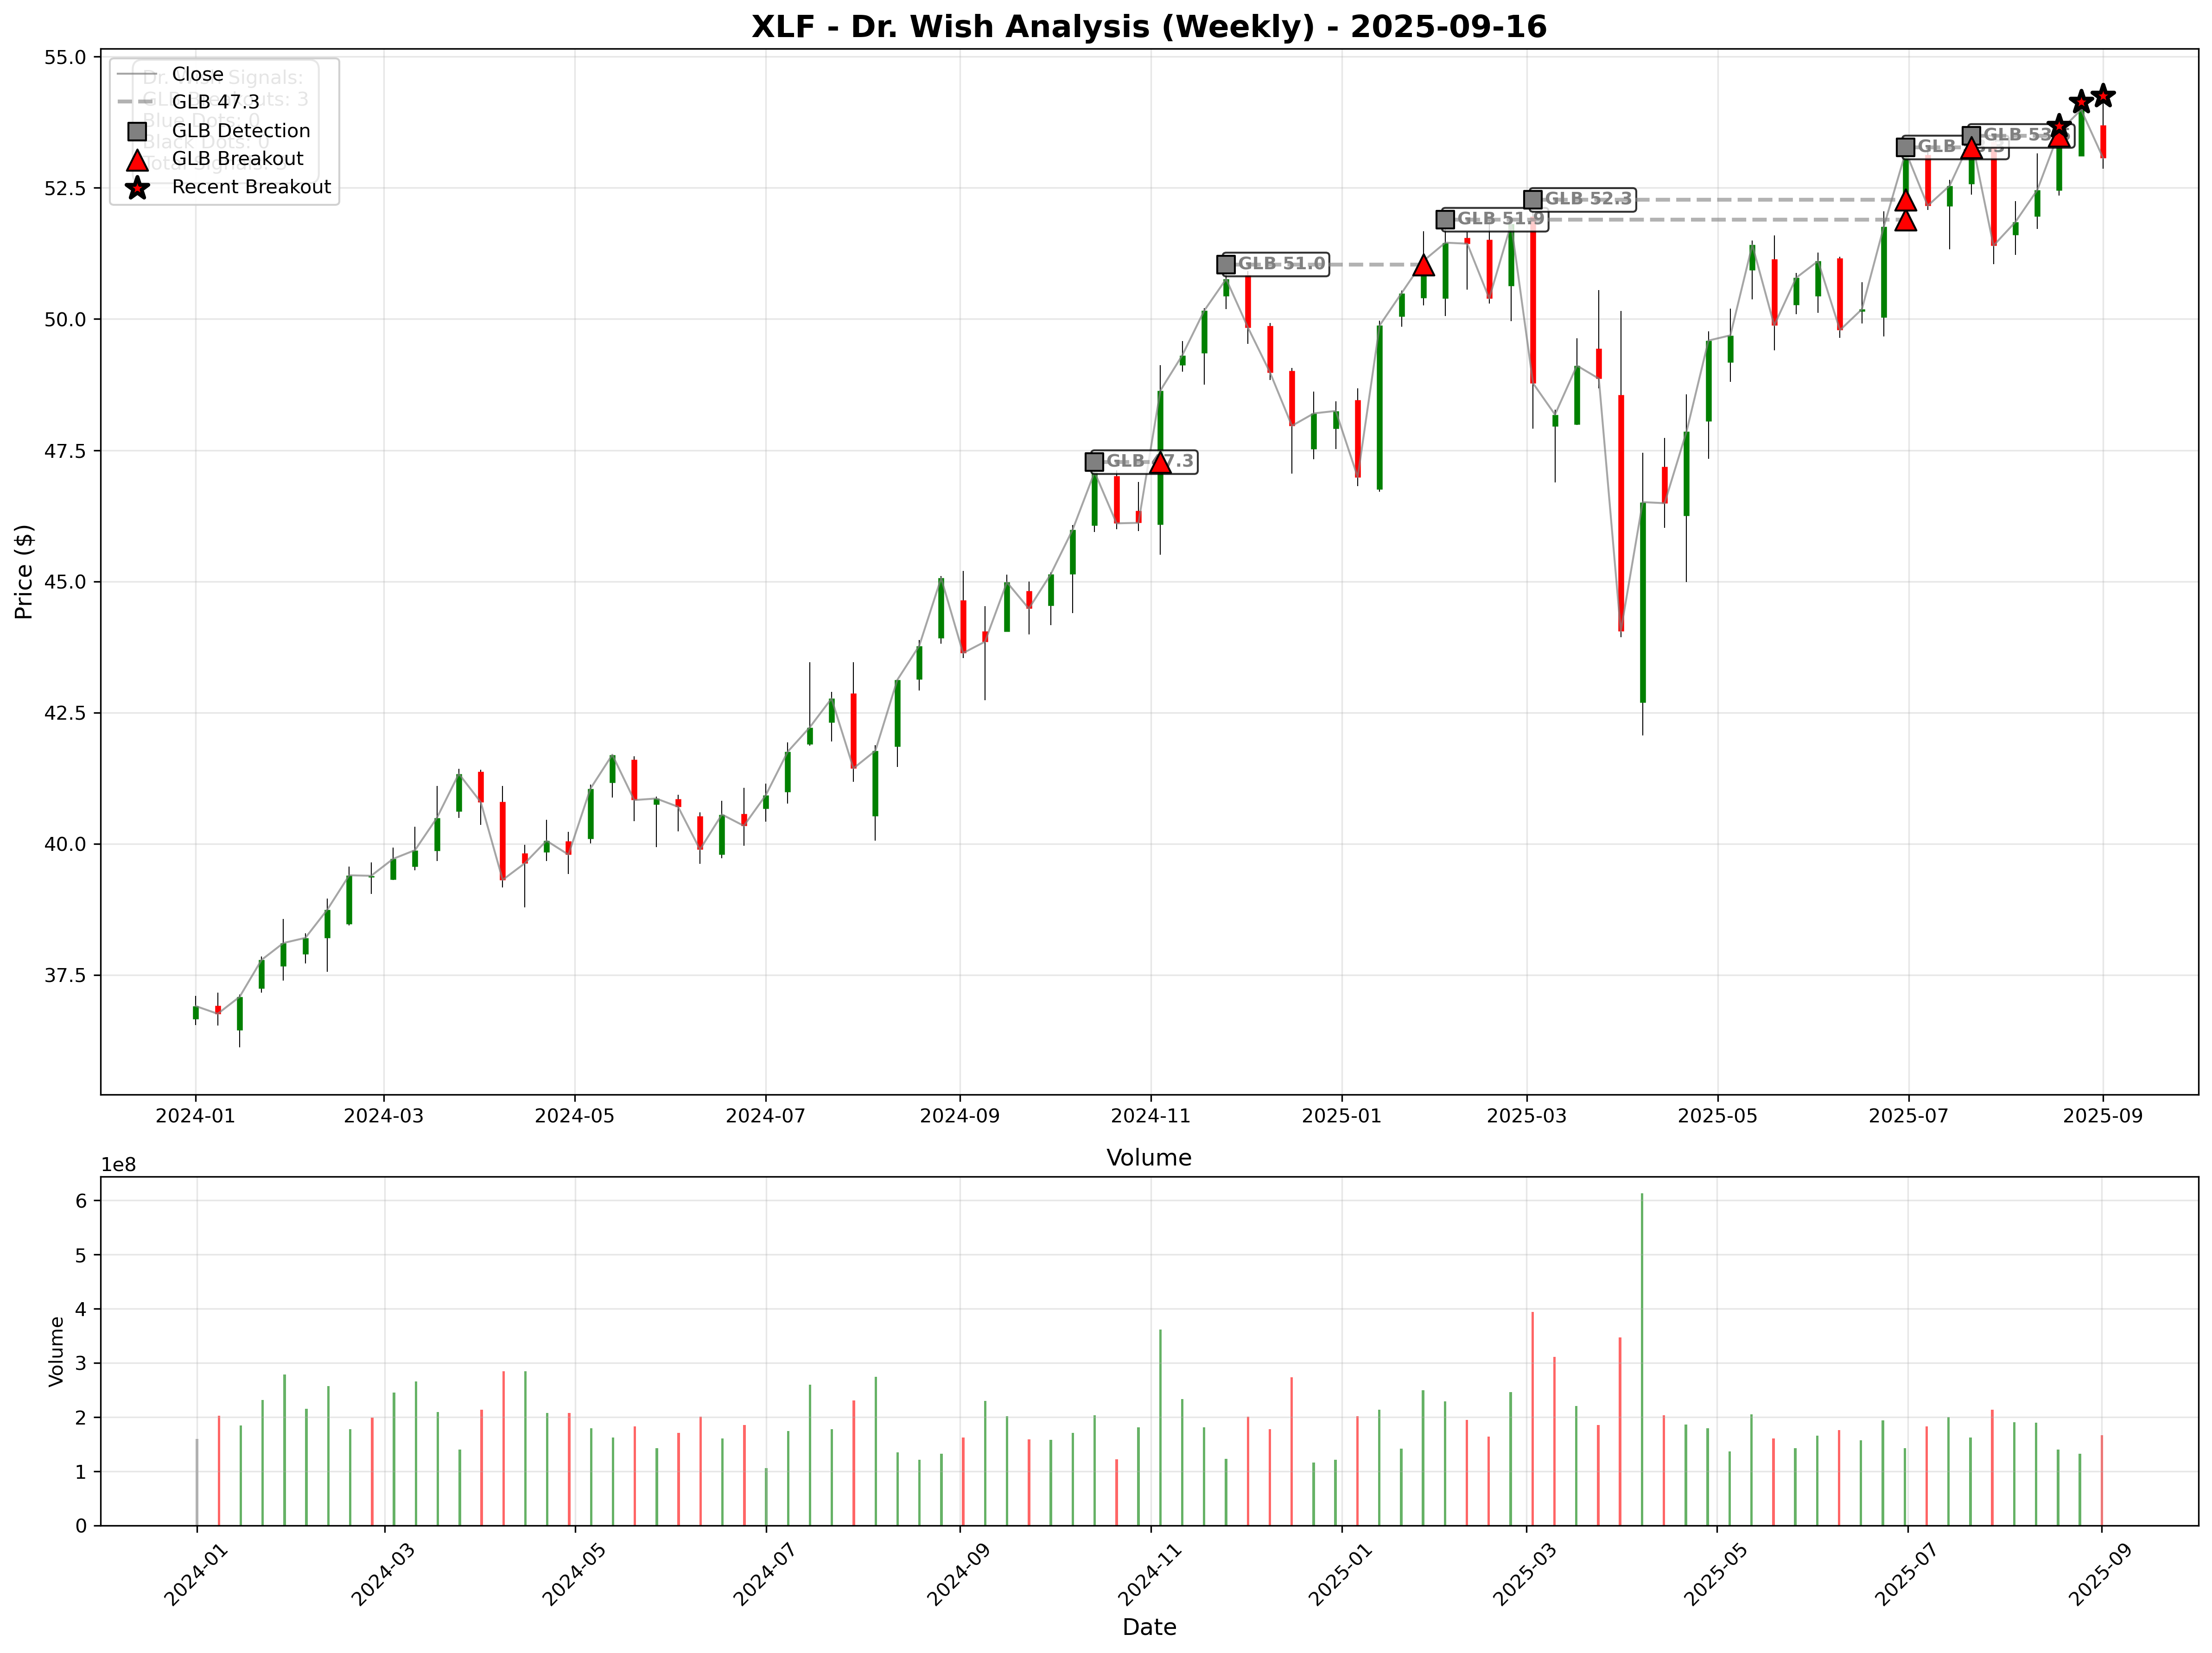 XLF - Dr. Wish Analysis (Weekly) - 2025-09-16
Close
GLB 47.3
GLB Detection
GLB Breakout
Recent Breakout
Signals:
Price ($)
55.0
52.5
50.0
47.5
45.0
42.5
40.0
37.5
GLB 51.0
GLB 51.9
GLB 52.3
GLB
GLB
2024-01
2024-03
2024-05
2024-07
2024-09
2024-11
2025-01
2025-03
2025-05
2025-07
2025-09
Volume
1e8
Volume
6
5
4
3
2
1
0
2024-01
2024-03
2024-05
2024-07
2024-09
2024-11
2025-01
2025-03
2025-05
2025-07
2025-09
Date